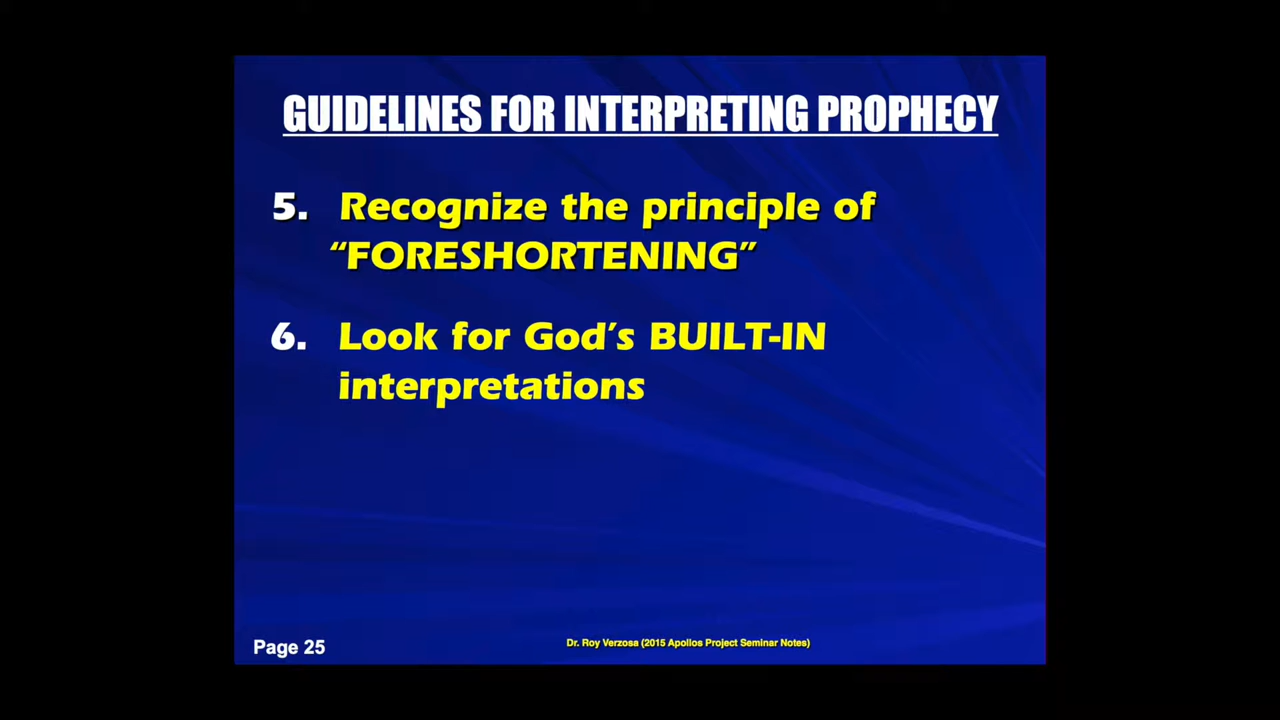 GUIDELINES FOR INTERPRETING PROPHECY
5. Recognize the principle of
“FORESHORTENING”
6. Look for God’s BUILT-IN
interpretations
Page 25
Dr. Roy Verzosa (2015 Apollos Project Seminar Notes)